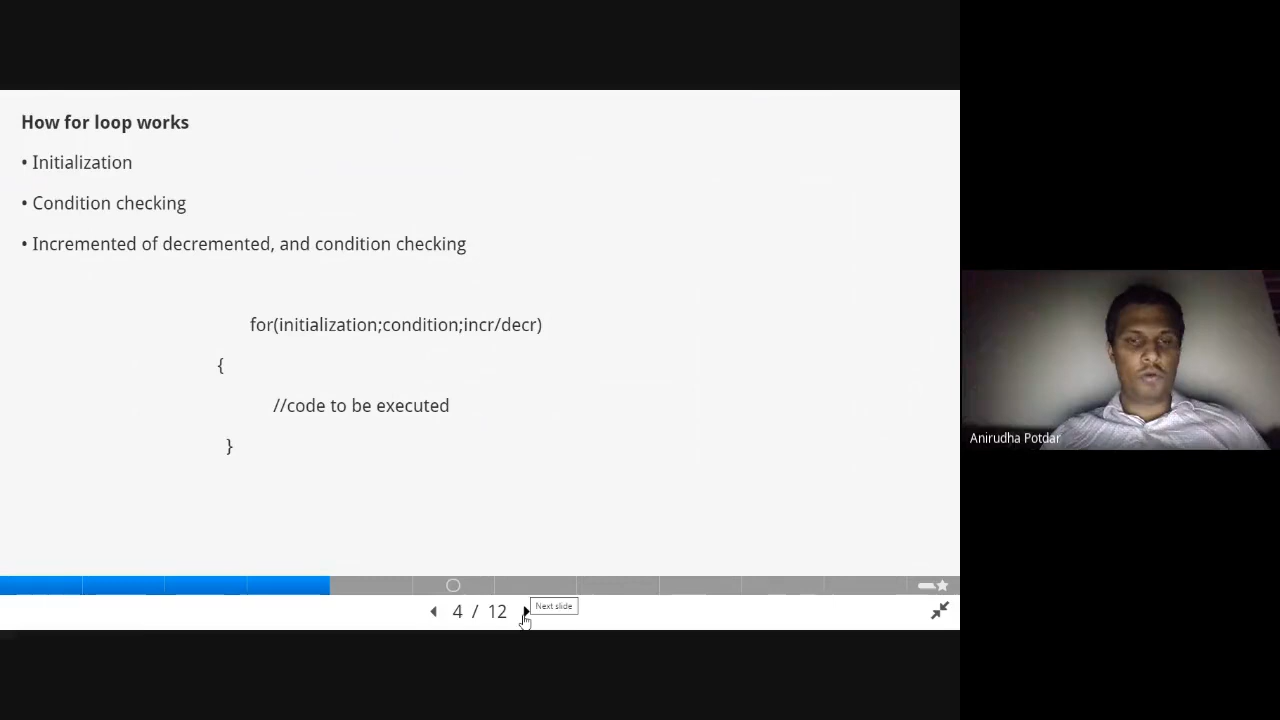 How for loop works
• Initialization
• Condition checking
• Incremented of decremented, and condition checking
for(initialization;condition;incr/decr)
{
//code to be executed
}
4 / 12
Next slide
Anirudha Potdar